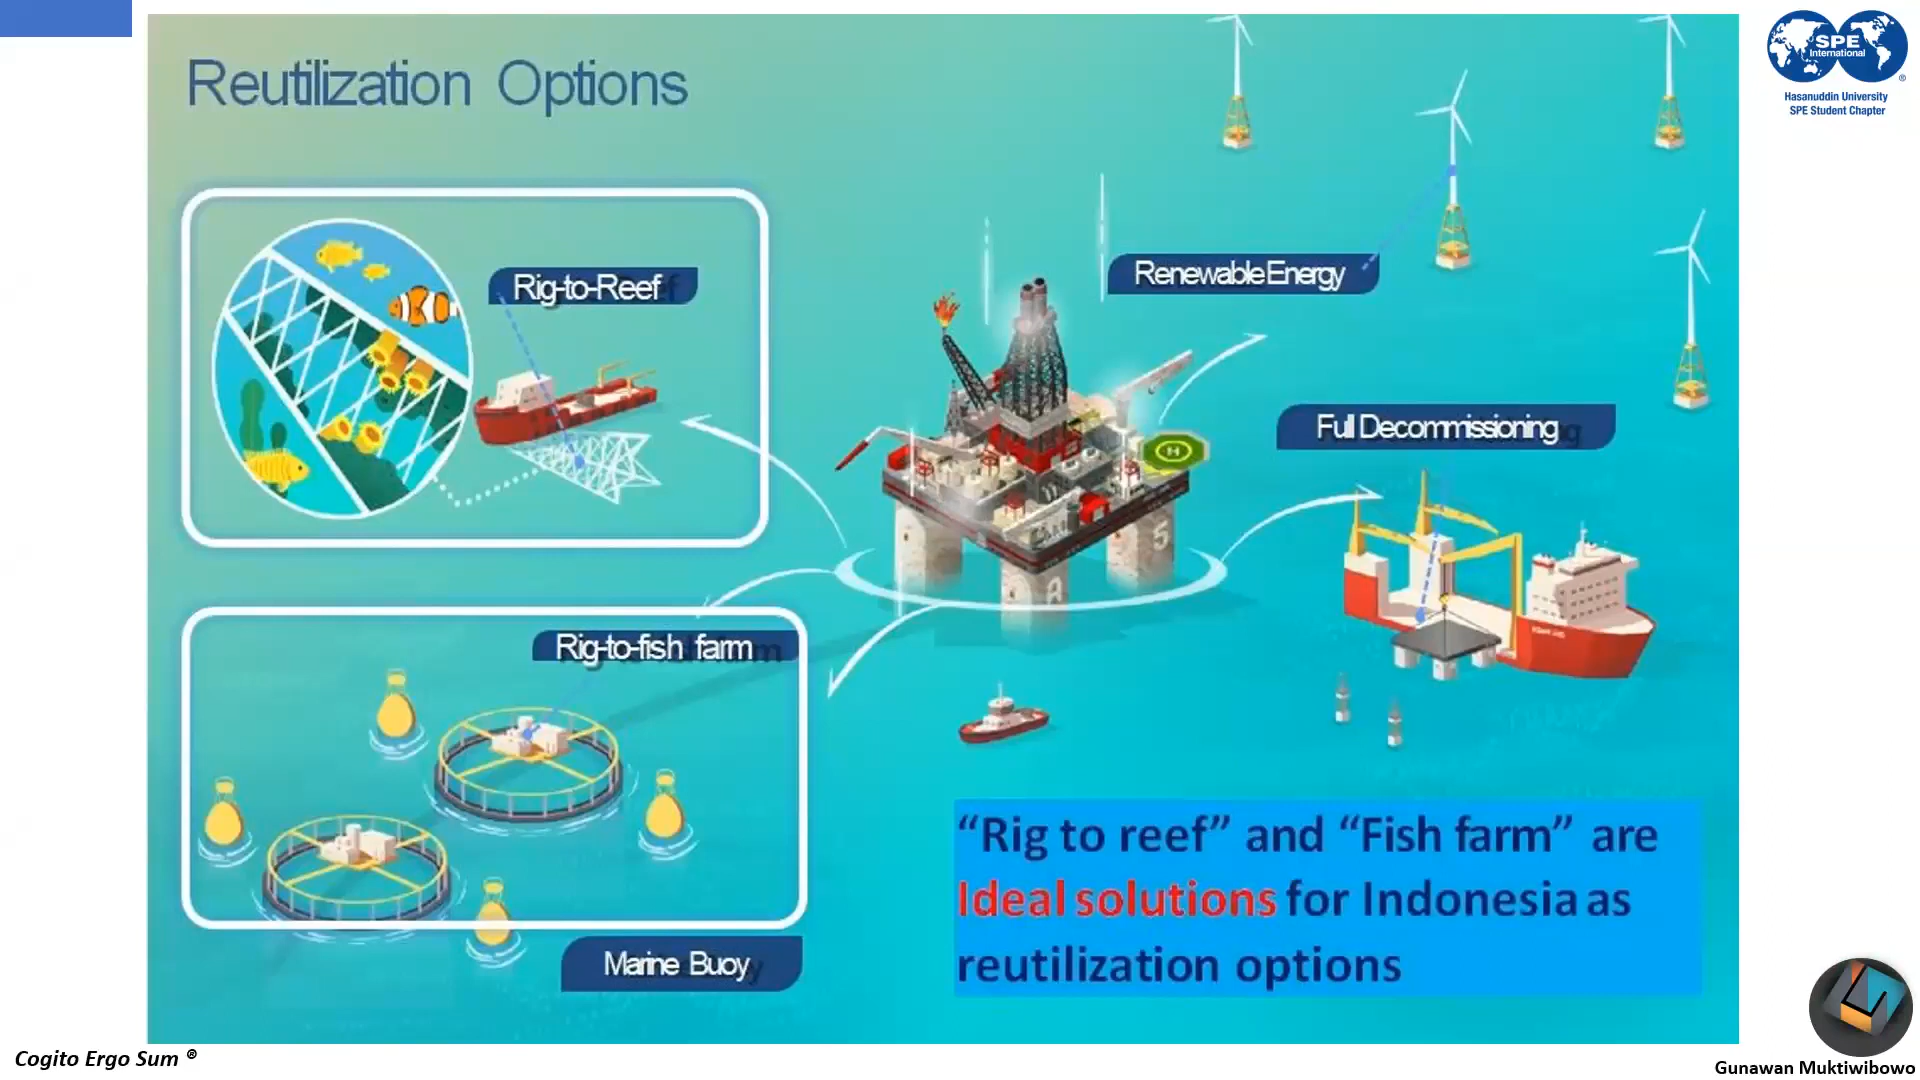 Reutilization Options
SPE
International
®
Hasanuddin University
SPE Student Chapter
Rig-to-Reef
Renewable Energy
Full Decommissioning
H
5
A
Rig-to-fish farm
Marine Buoy
“Rig to reef” and “Fish farm” are
Ideal solutions for Indonesia as
reutilization options
Cogito Ergo Sum ®
Gunawan Muktiwibowo